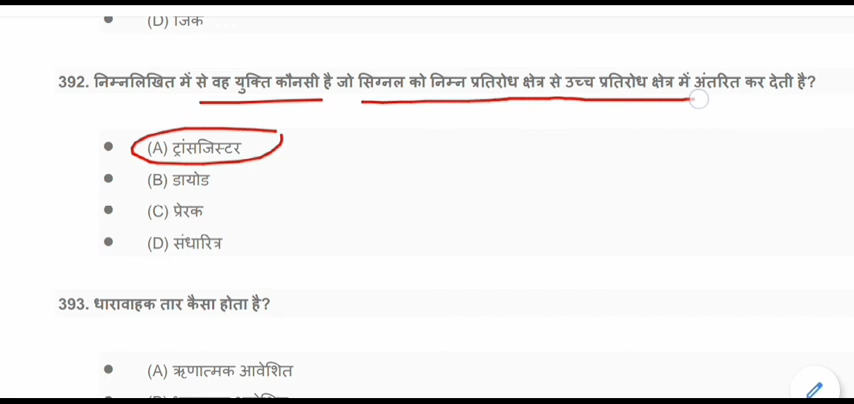 (D) जिंक
392. निम्नलिखित में से वह युक्ति कौनसी है जो सिग्नल को निम्न प्रतिरोध क्षेत्र से उच्च प्रतिरोध क्षेत्र में अंतरित कर देती है?
(A) ट्रांसजिस्टर
(B) डायोड
(C) प्रेरक
(D) संधारित्र
393. धारावाहक तार कैसा होता है?
(A) ऋणात्मक आवेशित